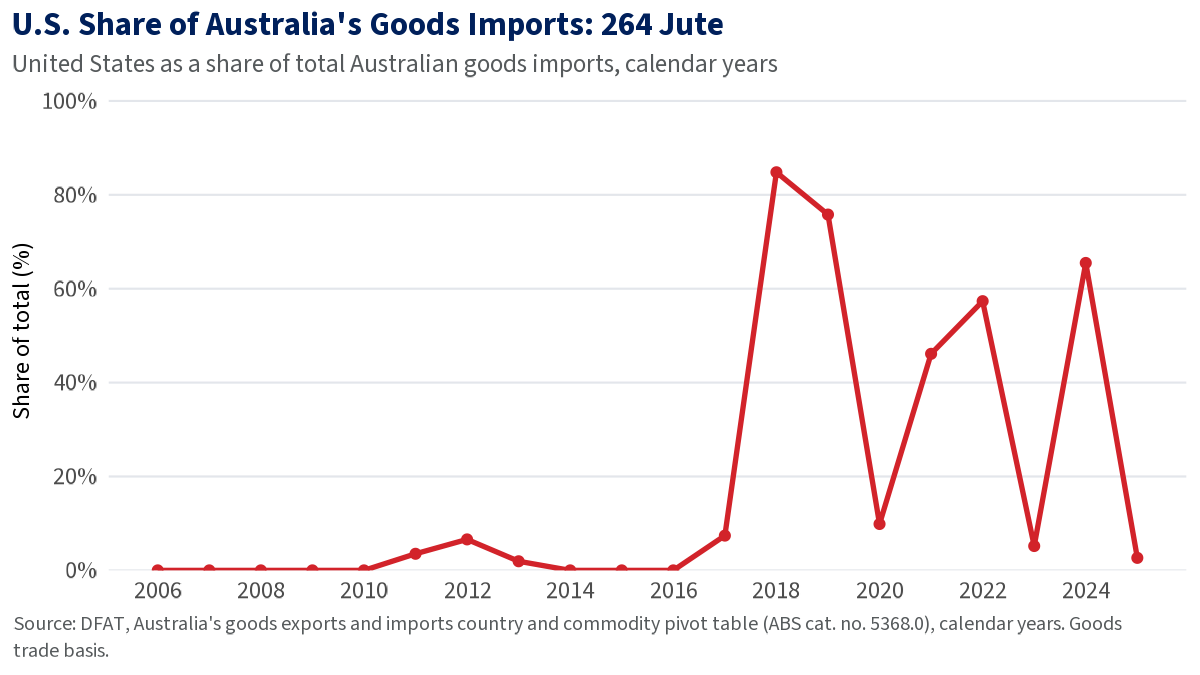 U.S. Share of Australia's Goods Imports: 264 Jute
United States as a share of total Australian goods imports, calendar years
Share of total (%)
100%
80%
60%
40%
20%
0%
2006 2008 2010 2012 2014 2016 2018 2020 2022 2024
Source: DFAT, Australia's goods exports and imports country and commodity pivot table (ABS cat. no. 5368.0), calendar years. Goods
trade basis.